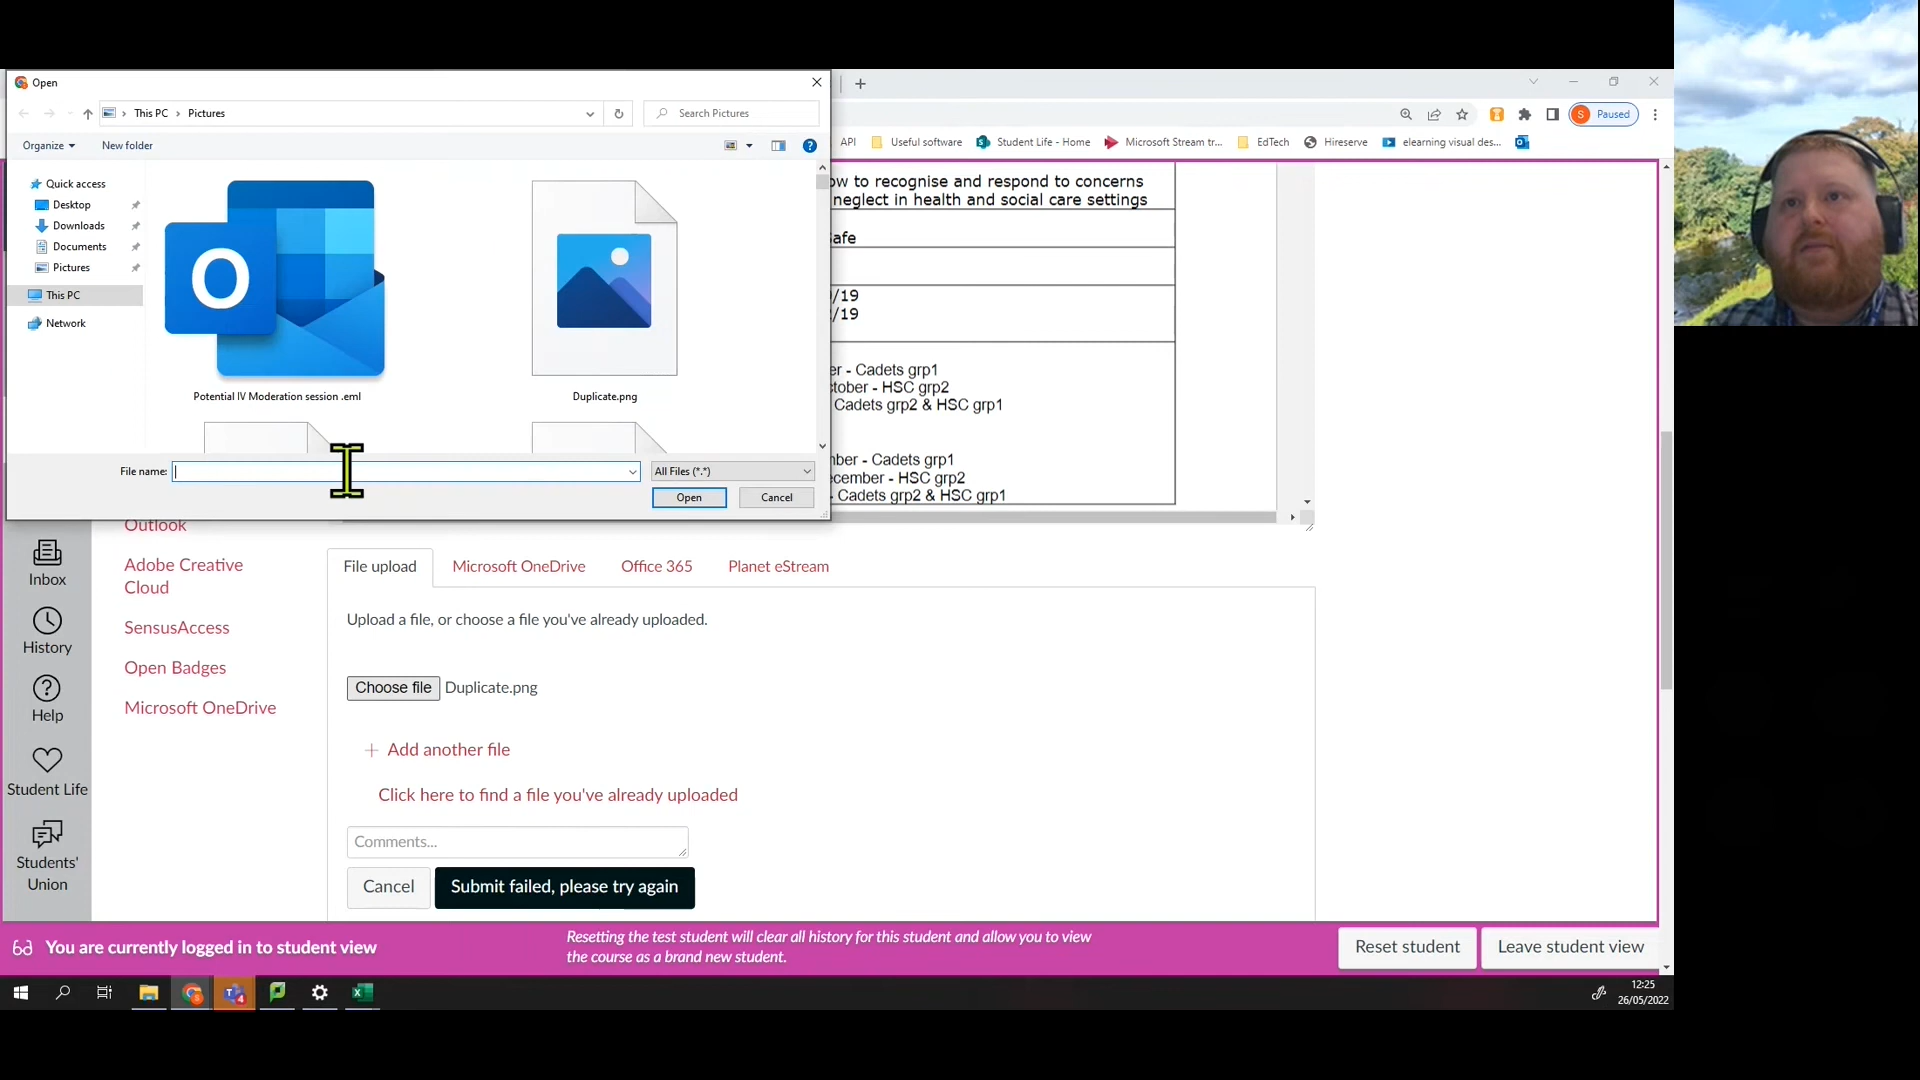 Open
This PC
Pictures
Search Pictures
Organize
New folder
Quick access
Desktop
Downloads
Documents
Pictures
This PC
Network
O
Potential IV Moderation session .eml
Duplicate.png
File name:
All Files (*.*)
Open
Cancel
S Paused
API
Useful software
Student Life - Home
Microsoft Stream tr...
EdTech
Hireserve
elearning visual des...
ow to recognise and respond to concerns
neglect in health and social care settings
afe
/19
/19
er - Cadets grp1
tober - HSC grp2
Cadets grp2 & HSC grp1
ber - Cadets grp1
ecember - HSC grp2
- Cadets grp2 & HSC grp1
Outlook
Adobe Creative
Cloud
SensusAccess
Open Badges
Microsoft OneDrive
Inbox
History
Help
Student Life
Students'
Union
File upload
Microsoft OneDrive
Office 365
Planet eStream
Upload a file, or choose a file you've already uploaded.
Choose file Duplicate.png
+ Add another file
Click here to find a file you've already uploaded
Comments...
Cancel
Submit failed, please try again
You are currently logged in to student view
Resetting the test student will clear all history for this student and allow you to view
the course as a brand new student.
Reset student
Leave student view
12:25
26/05/2022